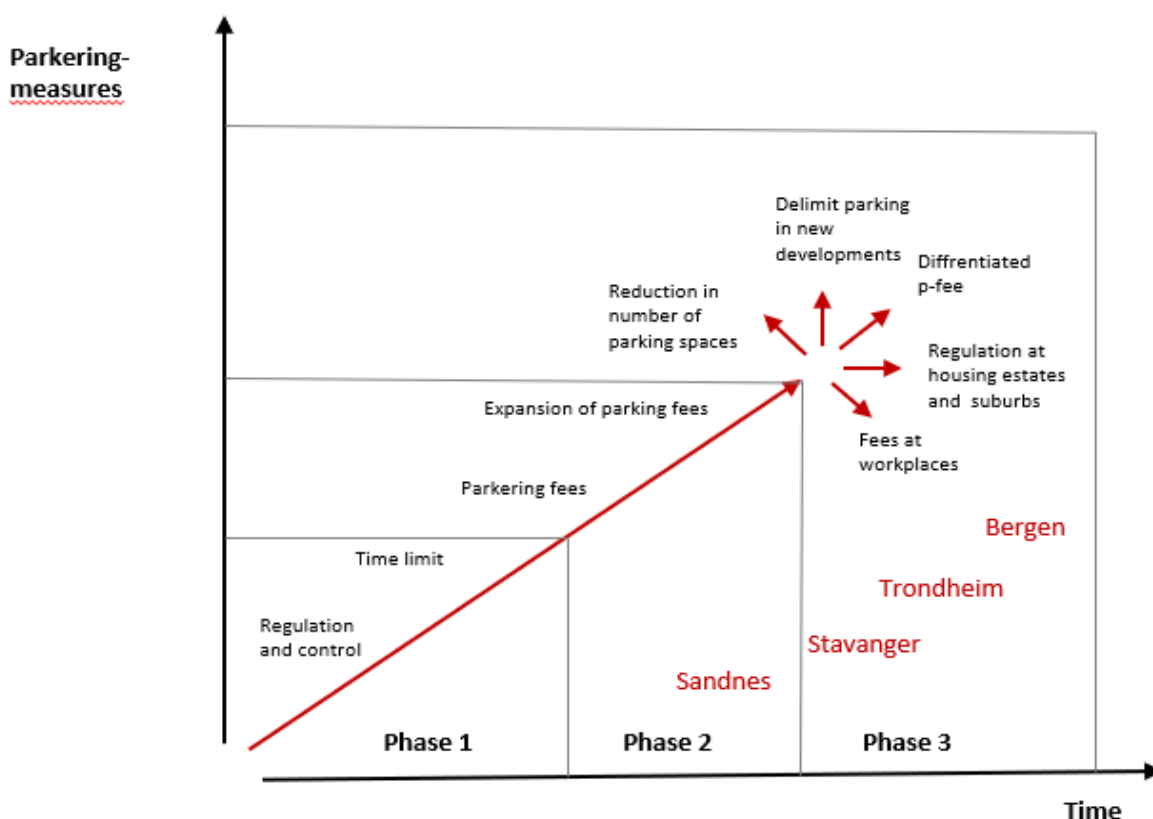 Parkering-
measures
Delimit parking
in new
developments
Diffrentiated
p-fee
Reduction in
number of
parking spaces
Regulation at
housing estates
and suburbs
Expansion of parking fees
Fees at
workplaces
Parkering fees
Bergen
Time limit
Trondheim
Regulation
and control
Stavanger
Sandnes
Phase 1
Phase 2
Phase 3
Time